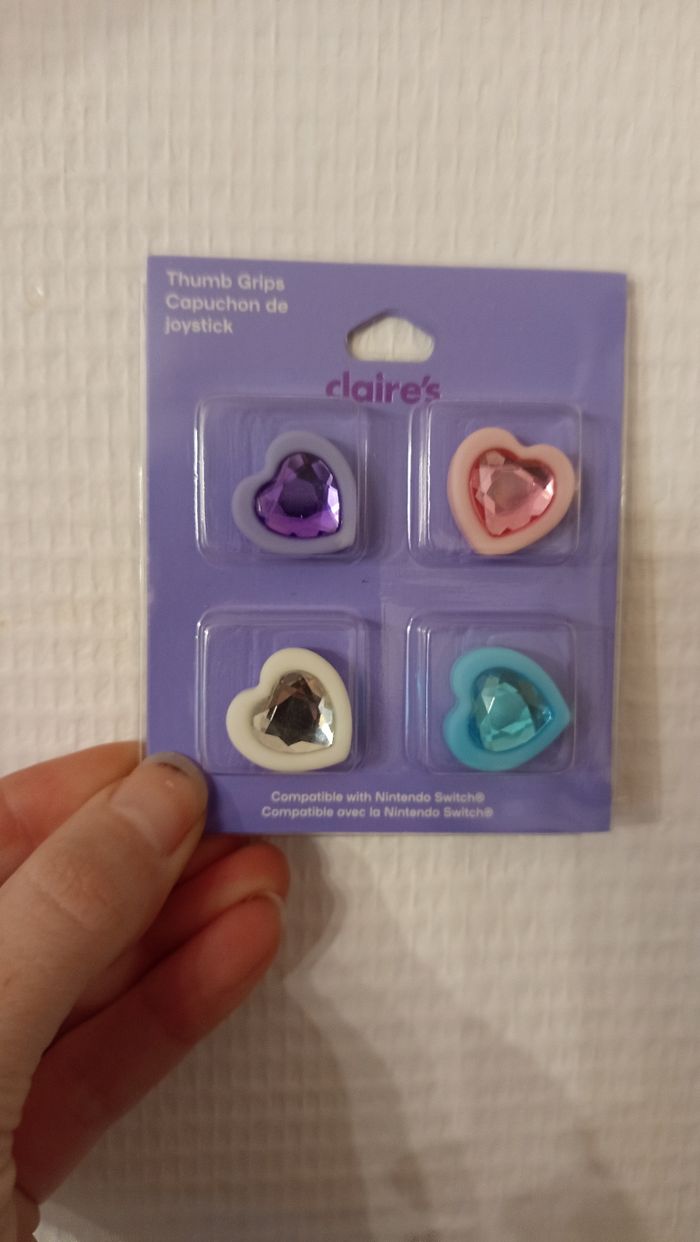 Thumb Grips
Capuchon de
joystick
claire's
Compatible with Nintendo Switch®
Compatible avec la Nintendo Switch®